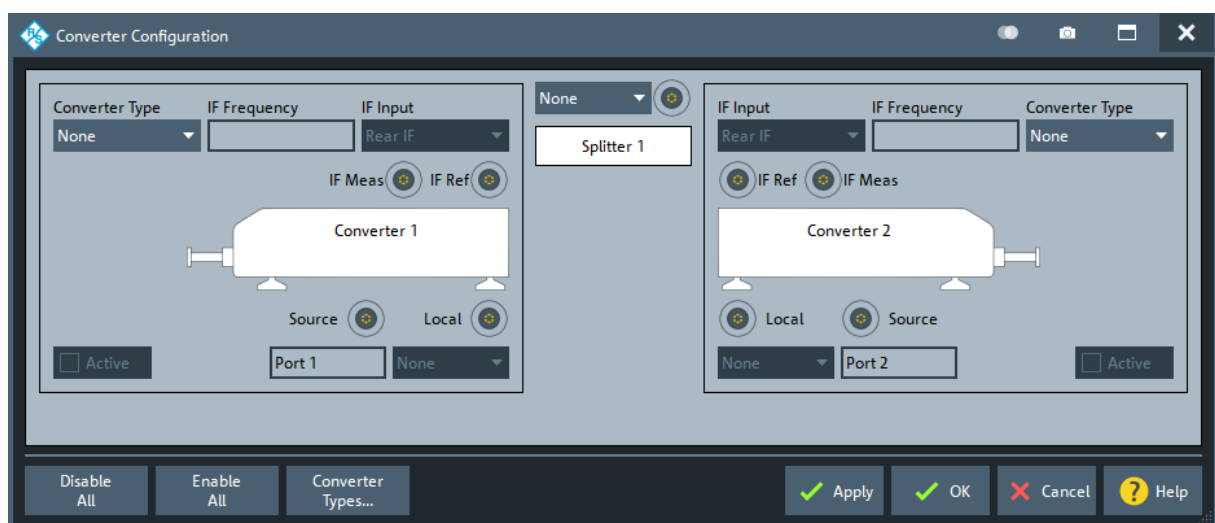 R&S Converter Configuration
Converter Type IF Frequency IF Input
None Rear IF
IF Meas IF Ref
Converter 1
Source Local
Active Port 1 None
None
Splitter 1
IF Input IF Frequency Converter Type
Rear IF None
IF Ref IF Meas
Converter 2
Local Source
None Port 2 Active
Disable
All
Enable
All
Converter
Types...
Apply OK Cancel ? Help